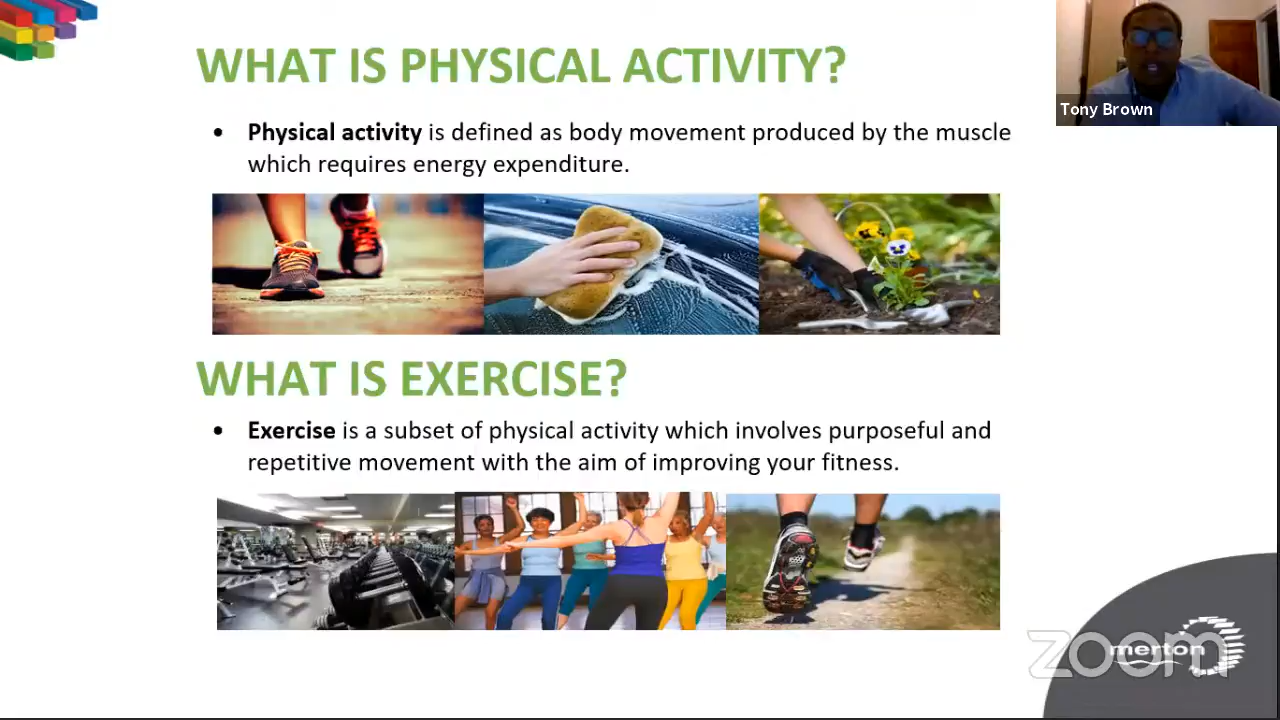 WHAT IS PHYSICAL ACTIVITY?
Tony Brown
• Physical activity is defined as body movement produced by the muscle
which requires energy expenditure.
WHAT IS EXERCISE?
• Exercise is a subset of physical activity which involves purposeful and
repetitive movement with the aim of improving your fitness.
merton
zoom